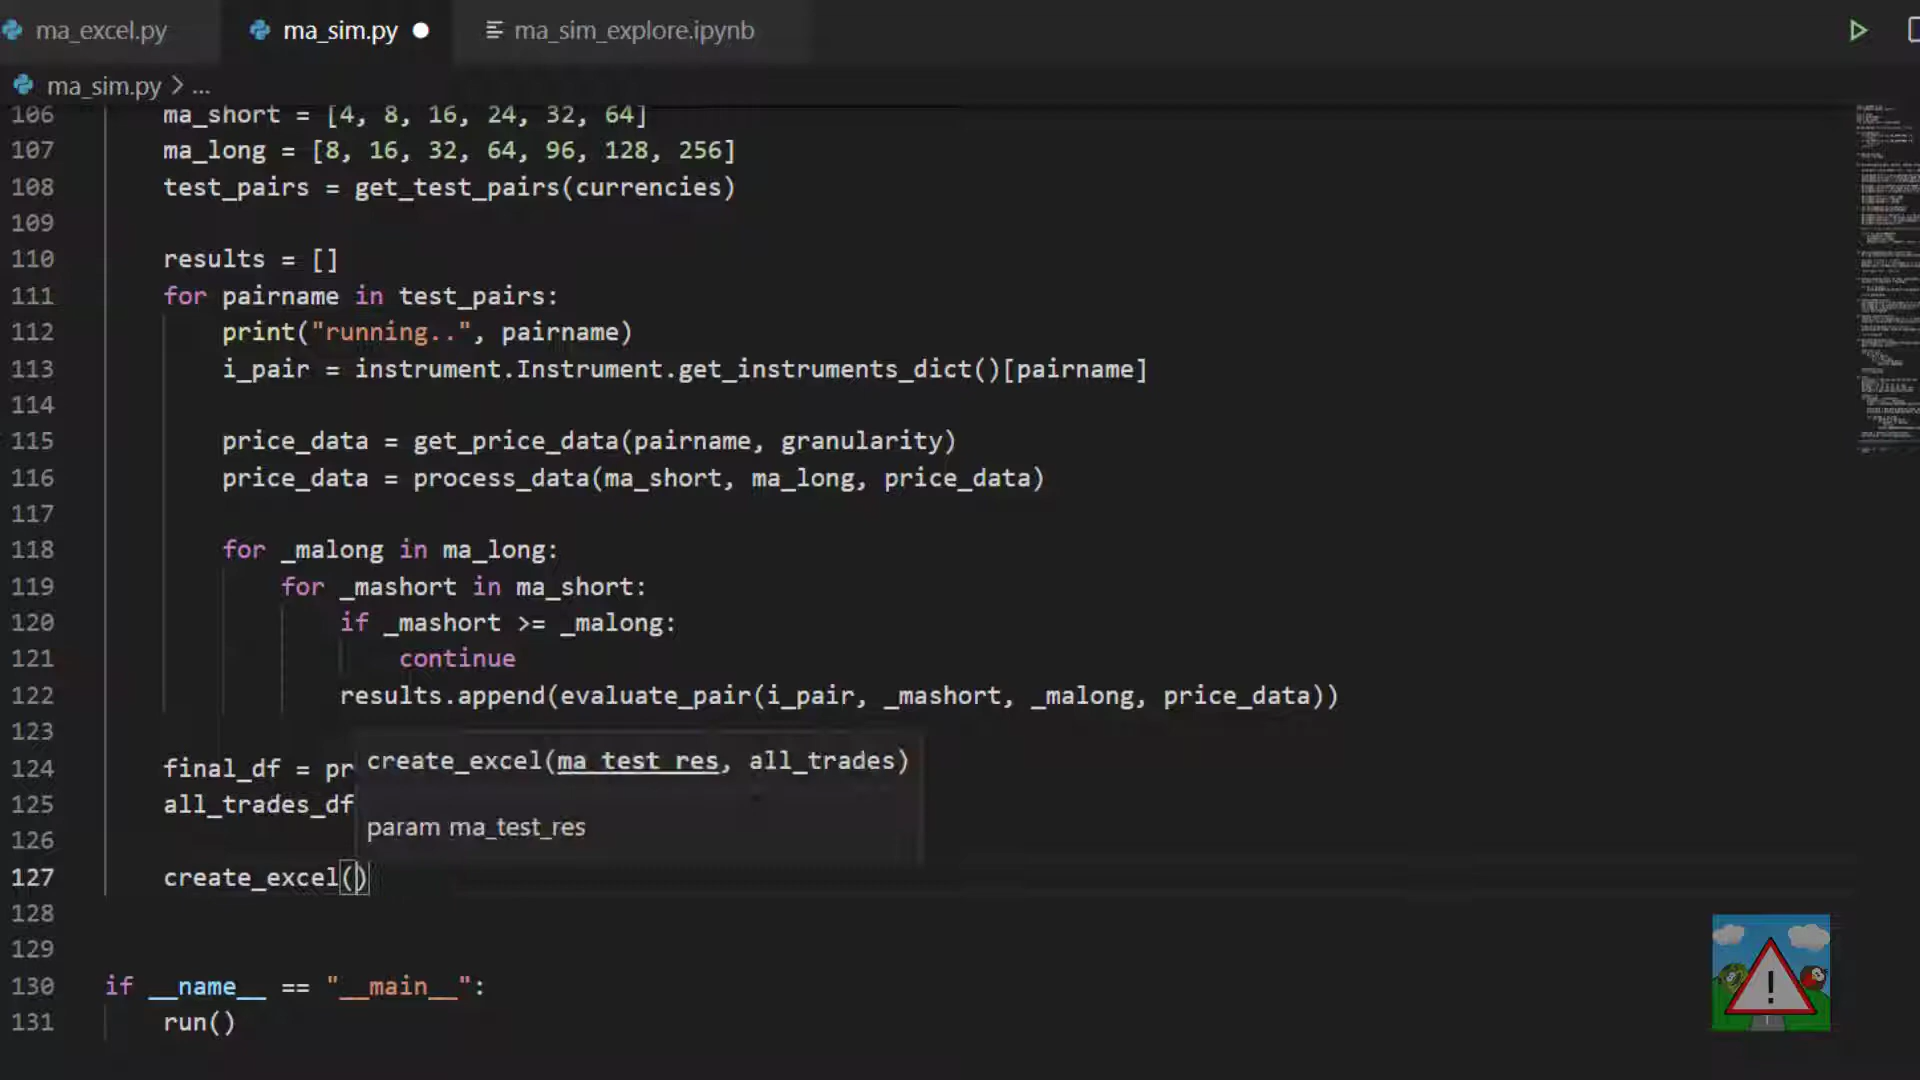 ma_excel.py ma_sim.py ma_sim_explore.ipynb
ma_sim.py > ...
106 ma_short = [4, 8, 16, 24, 32, 64]
107 ma_long = [8, 16, 32, 64, 96, 128, 256]
108 test_pairs = get_test_pairs(currencies)
109
110 results = []
111 for pairname in test_pairs:
112 print("running..", pairname)
113 i_pair = instrument.Instrument.get_instruments_dict()[pairname]
114
115 price_data = get_price_data(pairname, granularity)
116 price_data = process_data(ma_short, ma_long, price_data)
117
118 for _malong in ma_long:
119 for _mashort in ma_short:
120 if _mashort >= _malong:
121 continue
122 results.append(evaluate_pair(i_pair, _mashort, _malong, price_data))
123
create_excel(ma_test_res, all_trades)
124 final_df = pr
125 all_trades_df
param ma_test_res
126
127 create_excel()
128
129
130 if __name__ == "__main__":
131 run()